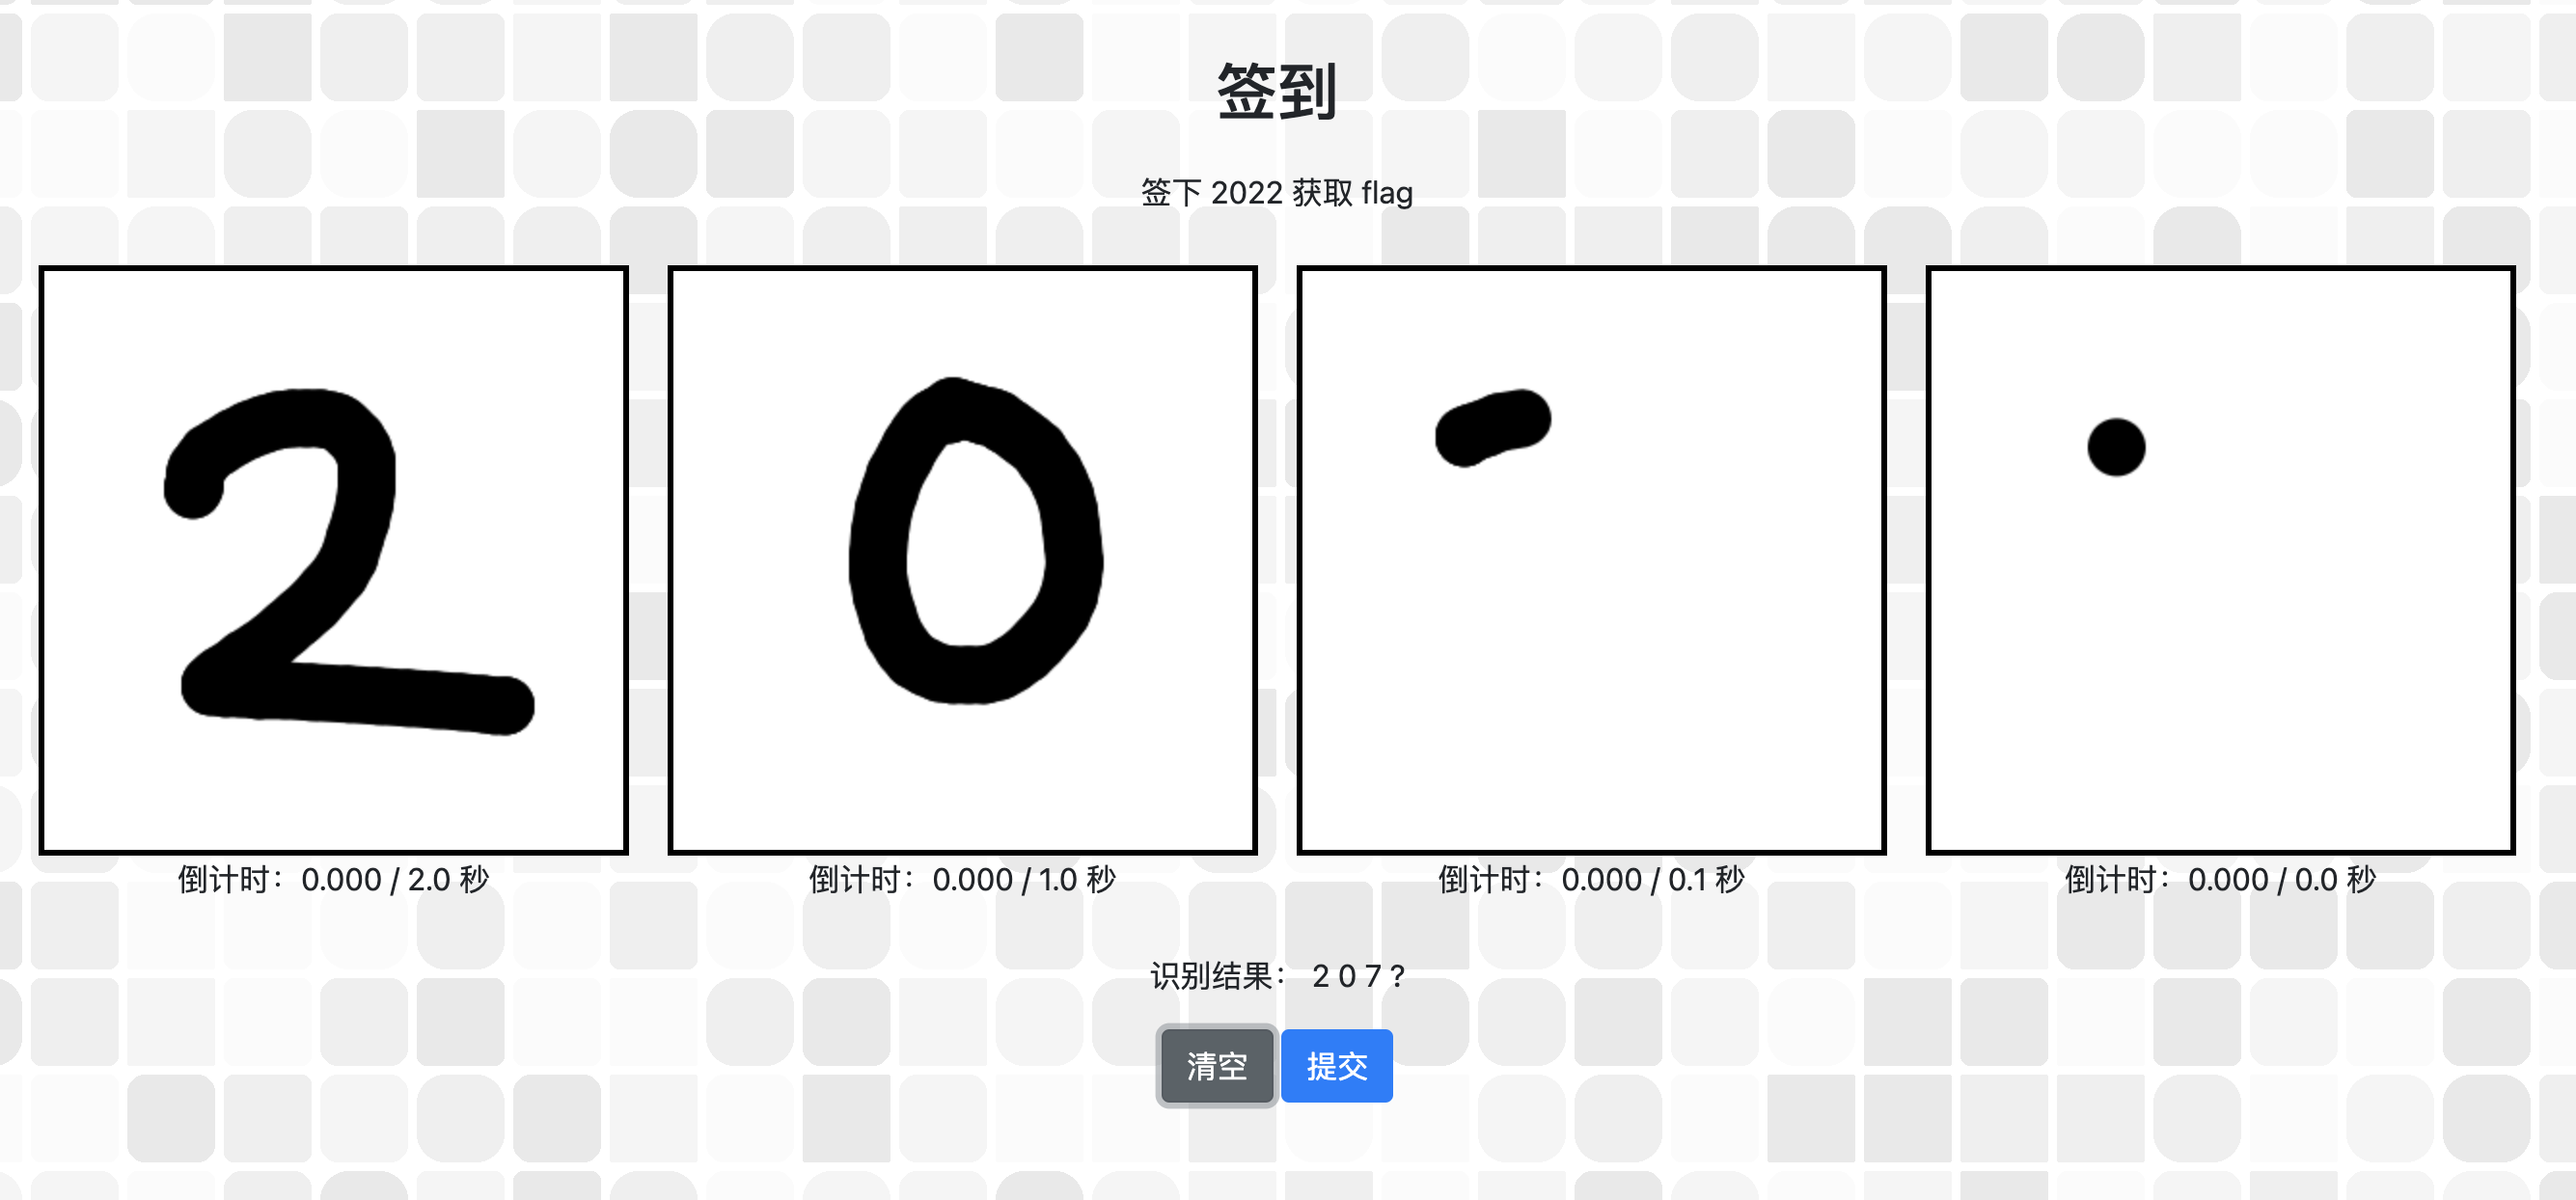 签到
签下 2022 获取 flag
2 0
倒计时：0.000 / 2.0 秒 倒计时：0.000 / 1.0 秒 倒计时：0.000 / 0.1 秒 倒计时：0.000 / 0.0 秒
识别结果： 2 0 7 ?
清空 提交